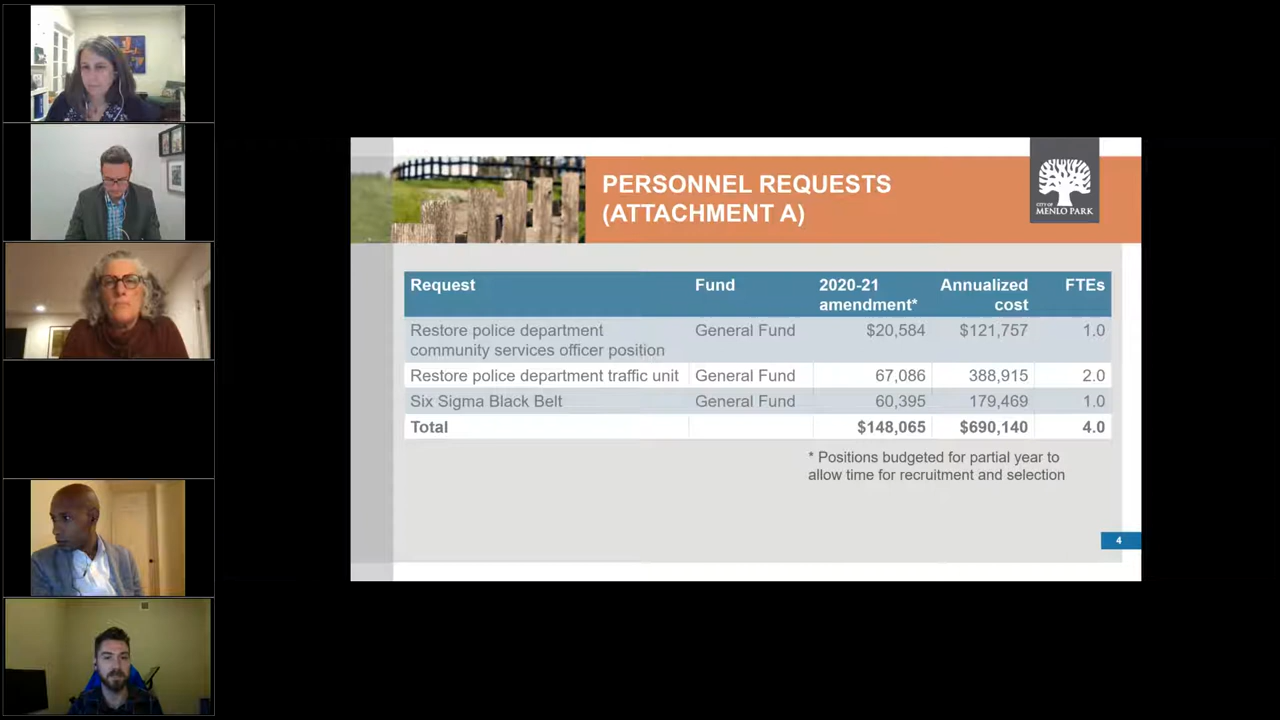 PERSONNEL REQUESTS
(ATTACHMENT A)
CITY OF
MENLO PARK
Request Fund 2020-21 amendment* Annualized cost FTEs
Restore police department community services officer position General Fund $20,584 $121,757 1.0
Restore police department traffic unit General Fund 67,086 388,915 2.0
Six Sigma Black Belt General Fund 60,395 179,469 1.0
Total $148,065 $690,140 4.0
* Positions budgeted for partial year to
allow time for recruitment and selection
4